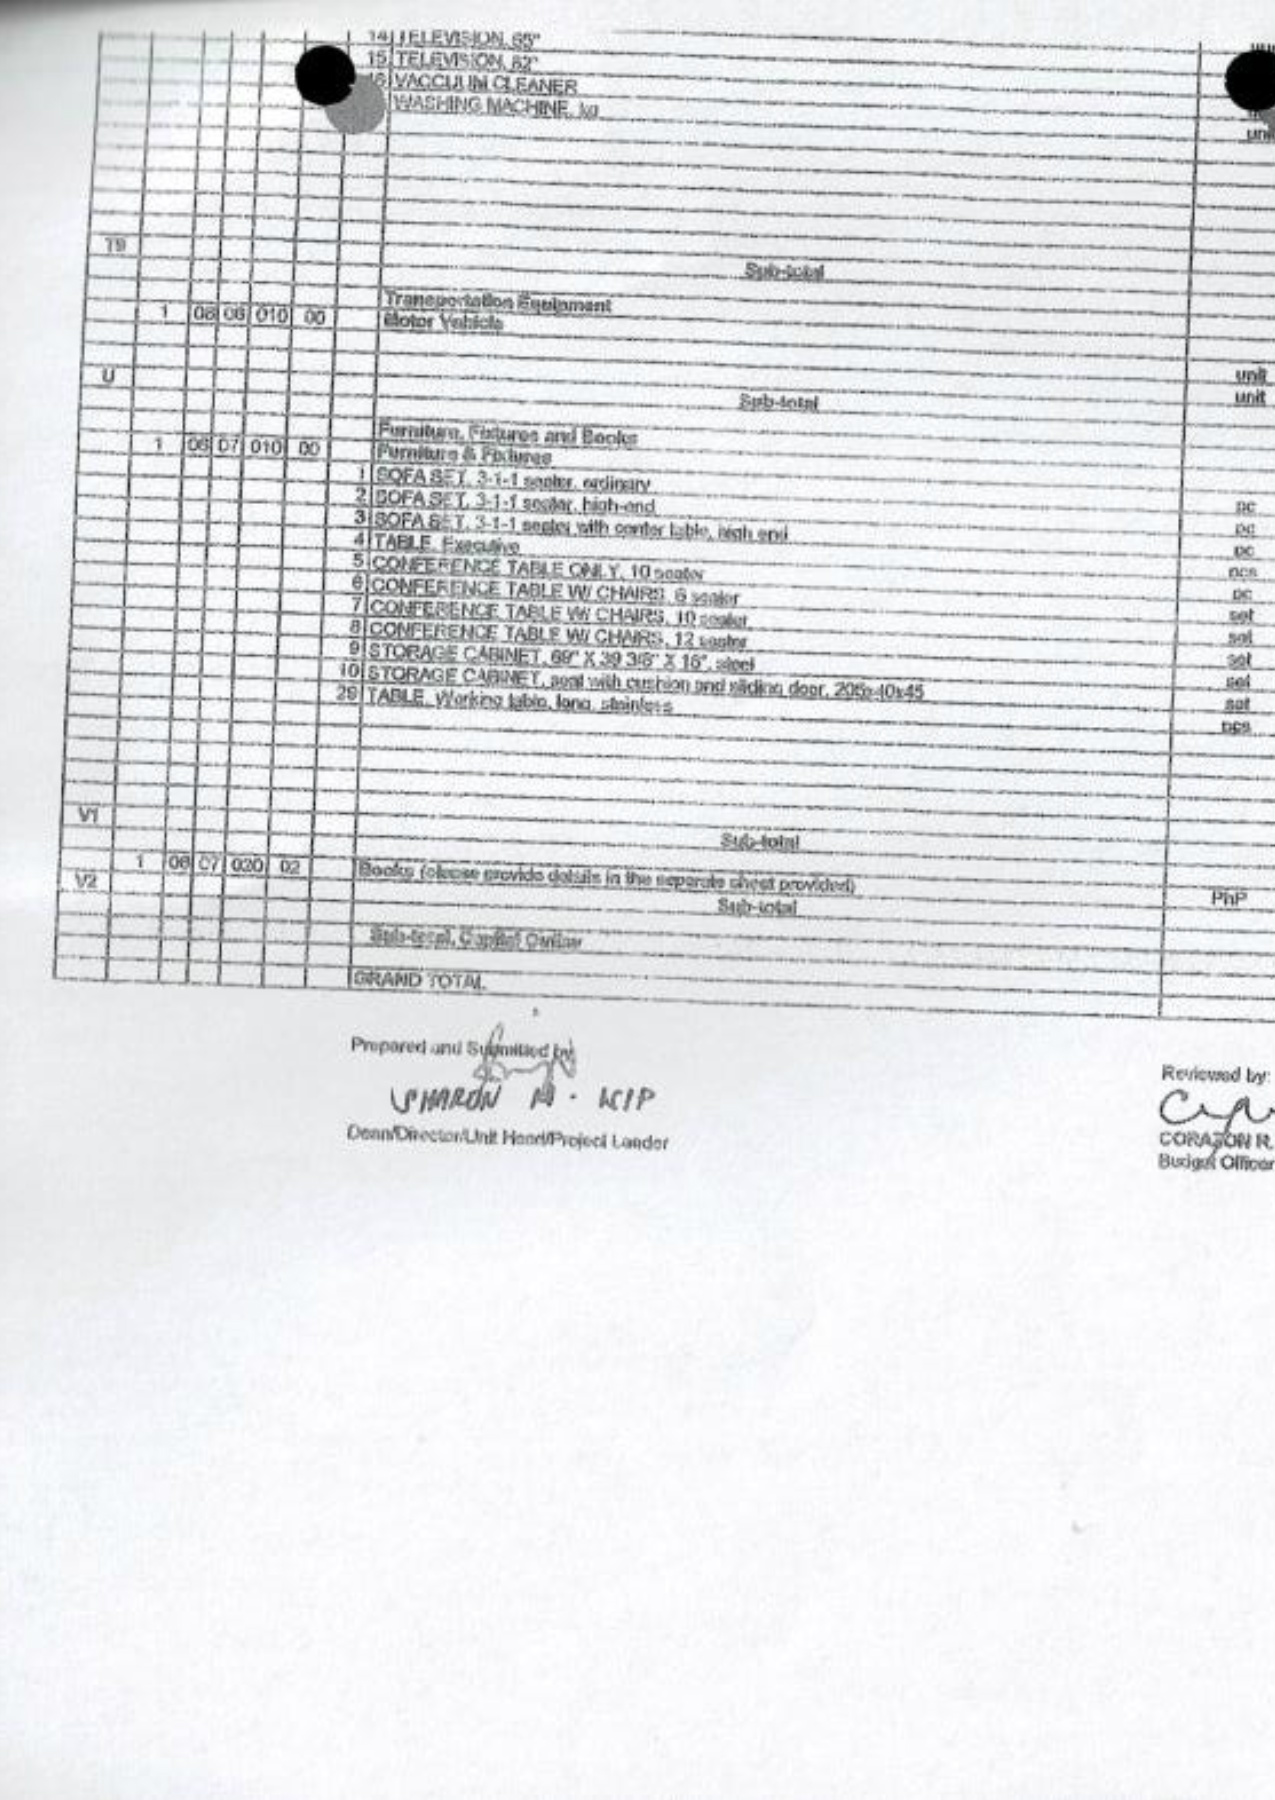 14 TELEVISION, 65"
15 TELEVISION, 82"
16 VACCUUM CLEANER
WASHING MACHINE, kg
unit
T9
Sub-total
Transportation Equipment
1 06 06 010 00 Motor Vehicle
unit
U Sub-total unit
Furniture, Fixtures and Books
1 06 07 010 00 Furniture & Fixtures
1 SOFA SET, 3-1-1 seater, ordinary pc
2 SOFA SET, 3-1-1 seater, high-end pc
3 SOFA SET, 3-1-1 seater with center table, high end pc
4 TABLE, Executive pcs
5 CONFERENCE TABLE ONLY, 10 seater pc
6 CONFERENCE TABLE W/ CHAIRS, 6 seater set
7 CONFERENCE TABLE W/ CHAIRS, 10 seater set
8 CONFERENCE TABLE W/ CHAIRS, 12 seater set
9 STORAGE CABINET, 69" X 39 3/8" X 16", steel set
10 STORAGE CABINET, seat with cushion and sliding door, 205x40x45 set
29 TABLE, Working table, long, stainless pcs
V1 Sub-total
1 06 07 020 02 Books (please provide details in the separate sheet provided) PhP
V2 Sub-total
Sub-total, Capital Outlay
GRAND TOTAL
Prepared and Submitted by
SHARON M.
Dean/Director/Unit Head/Project Leader
Reviewed by:
CORAZON R.
Budget Officer